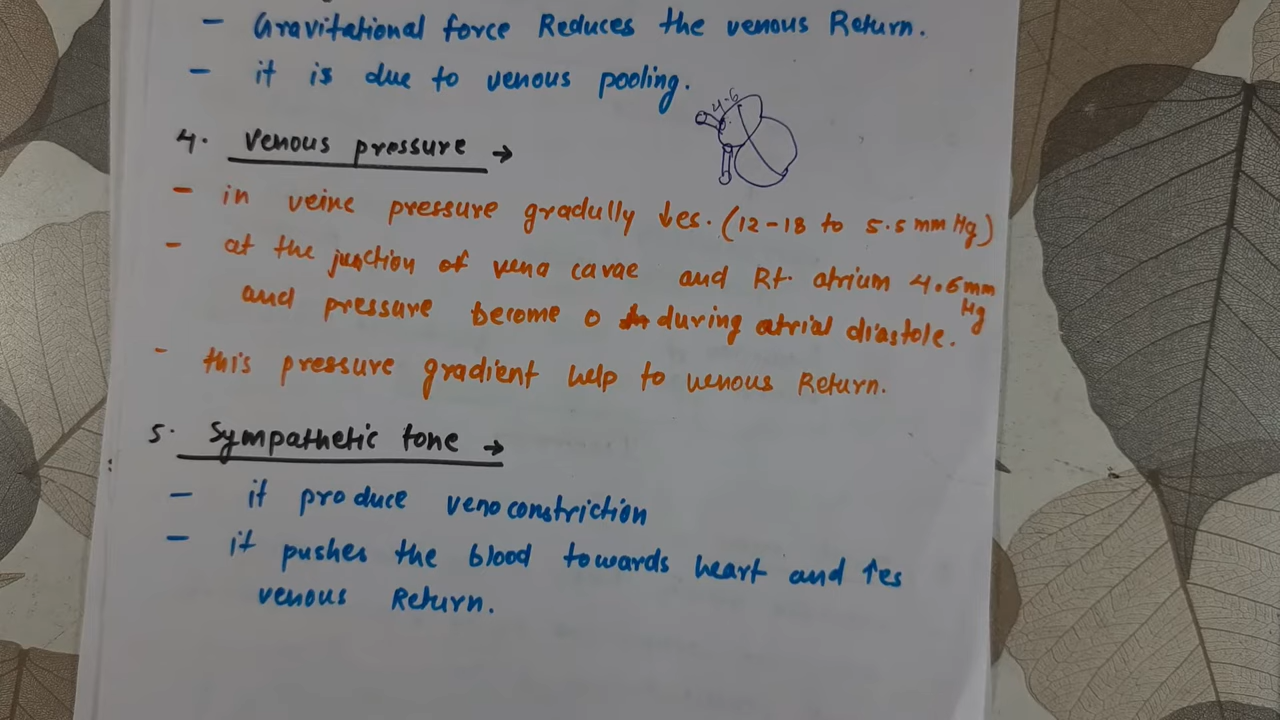 - Gravitational force Reduces the venous Return.
- it is due to venous pooling.
4.6
4. Venous pressure →
- in veine pressure gradully ↓es. (12-18 to 5.5 mm Hg)
- at the junction of vena cavae and Rt. atrium 4.6mm Hg
and pressure become 0 during atrial diastole.
- this pressure gradient help to venous Return.
5. Sympathetic tone →
- it produce venoconstriction
- it pushes the blood towards heart and ↑es
venous Return.